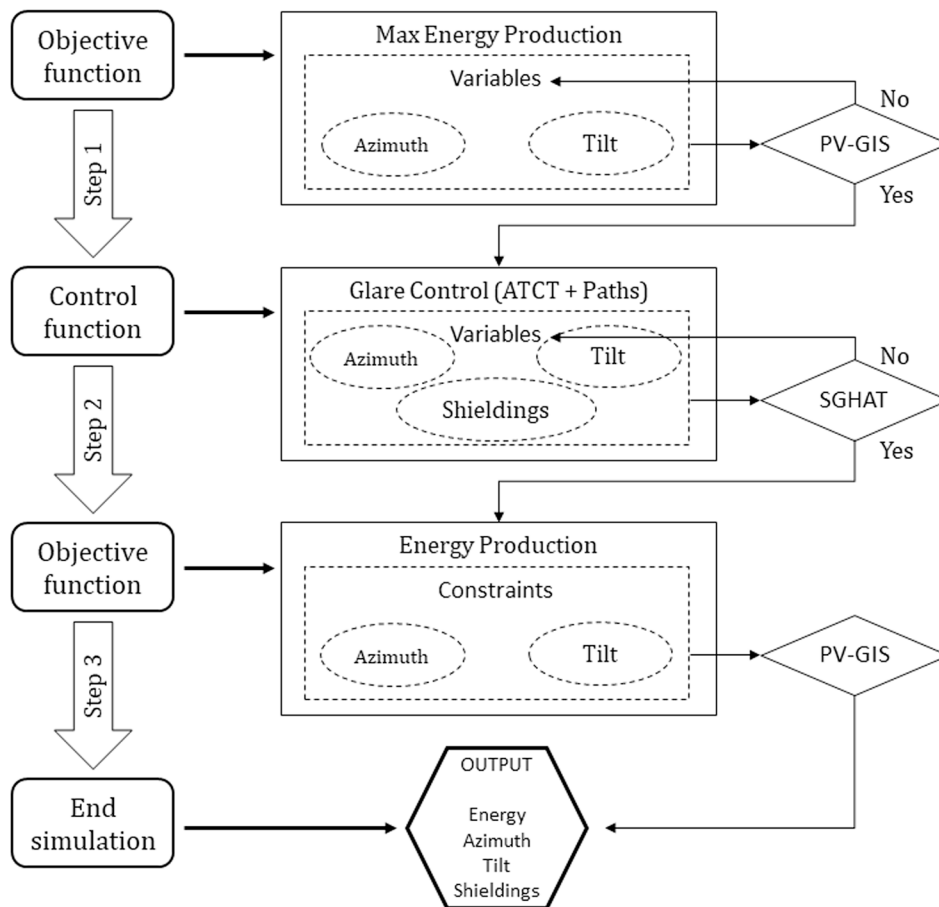 Objective
function
Max Energy Production
Variables
Azimuth
Tilt
No
PV-GIS
Yes
Step 1
Control
function
Glare Control (ATCT + Paths)
Variables
Azimuth
Tilt
Shieldings
No
SGHAT
Yes
Step 2
Objective
function
Energy Production
Constraints
Azimuth
Tilt
PV-GIS
Step 3
End
simulation
OUTPUT
Energy
Azimuth
Tilt
Shieldings